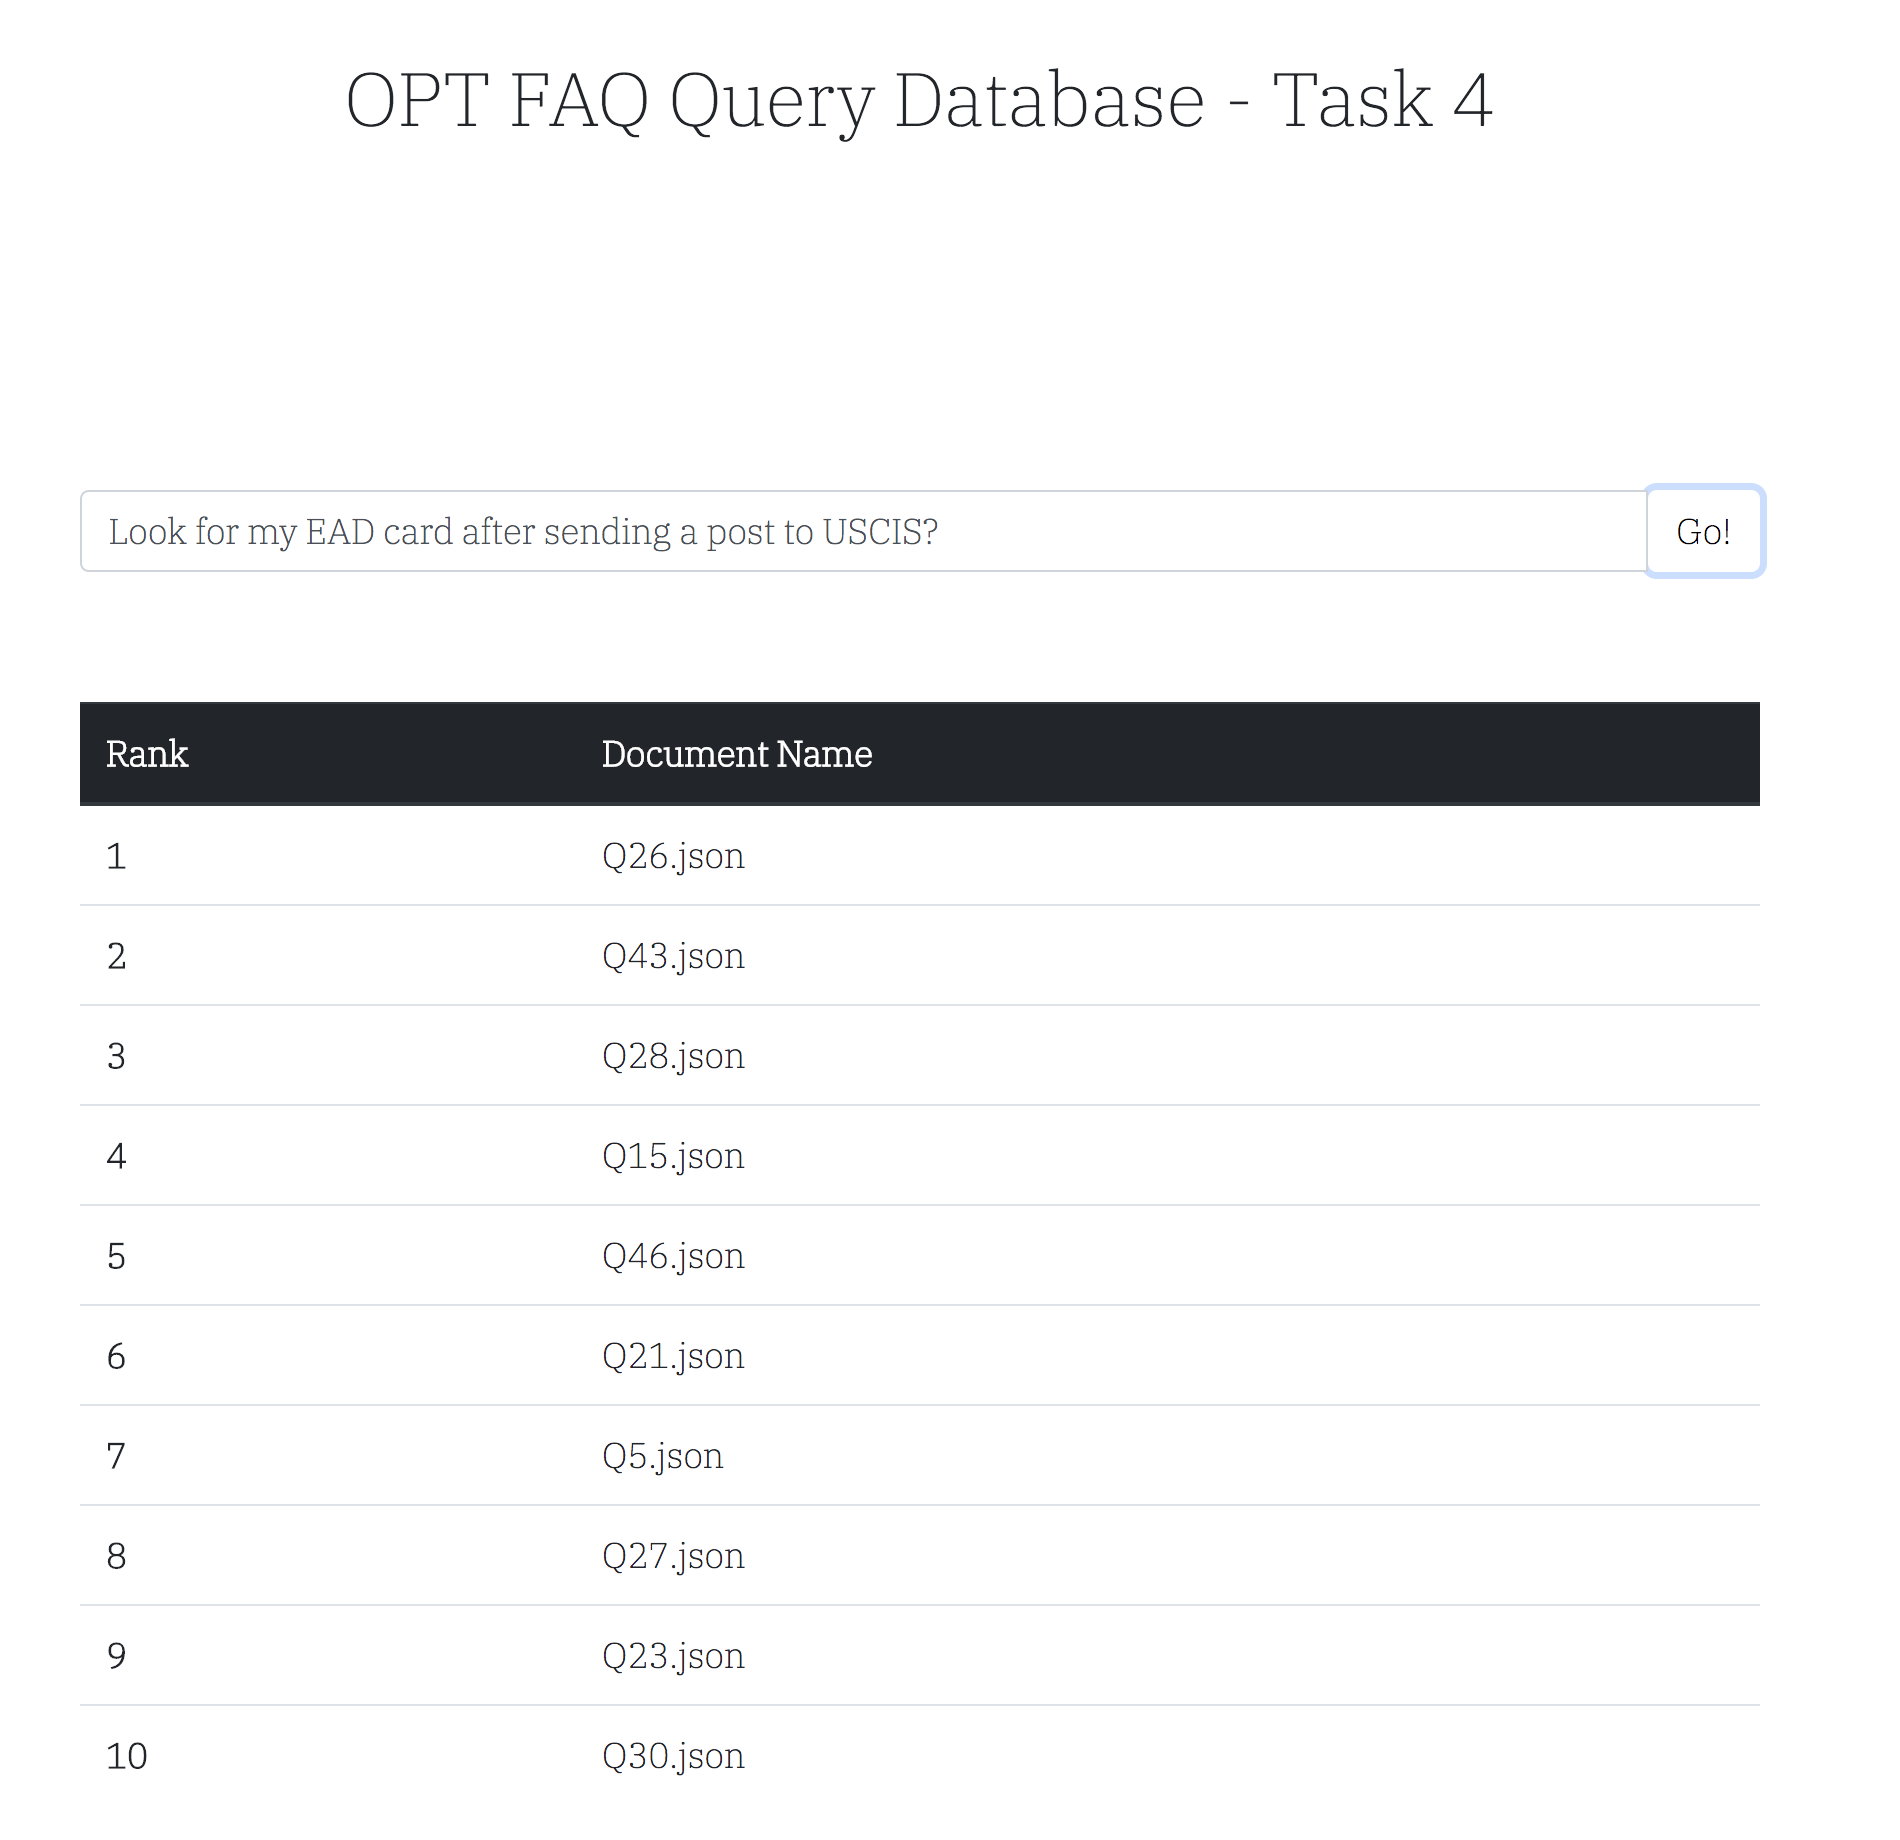 OPT FAQ Query Database - Task 4
Look for my EAD card after sending a post to USCIS?
Go!
Rank Document Name
1 Q26.json
2 Q43.json
3 Q28.json
4 Q15.json
5 Q46.json
6 Q21.json
7 Q5.json
8 Q27.json
9 Q23.json
10 Q30.json